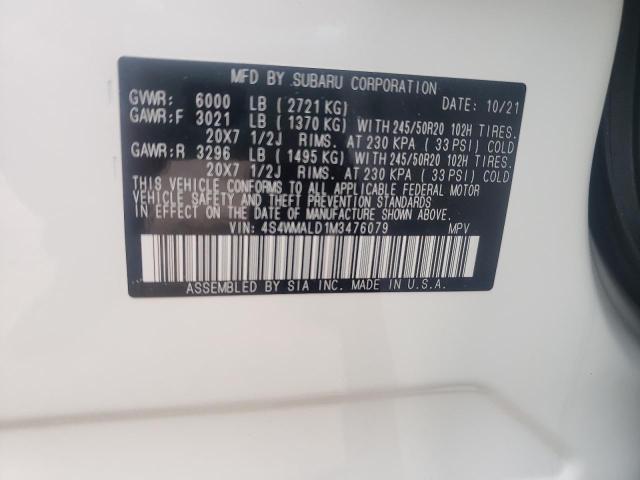 MFD BY SUBARU CORPORATION
GVWR: 6000 LB ( 2721 KG) DATE: 10/21
GAWR:F 3021 LB ( 1370 KG) WITH 245/50R20 102H TIRES.
20X7 1/2J RIMS. AT 230 KPA ( 33 PSI) COLD
GAWR:R 3296 LB ( 1495 KG) WITH 245/50R20 102H TIRES.
20X7 1/2J RIMS. AT 230 KPA ( 33 PSI) COLD
THIS VEHICLE CONFORMS TO ALL APPLICABLE FEDERAL MOTOR
VEHICLE SAFETY AND THEFT PREVENTION STANDARDS
IN EFFECT ON THE DATE OF MANUFACTURE SHOWN ABOVE.
VIN: 4S4WMALD1M3476079 MPV
ASSEMBLED BY SIA INC. MADE IN U.S.A.